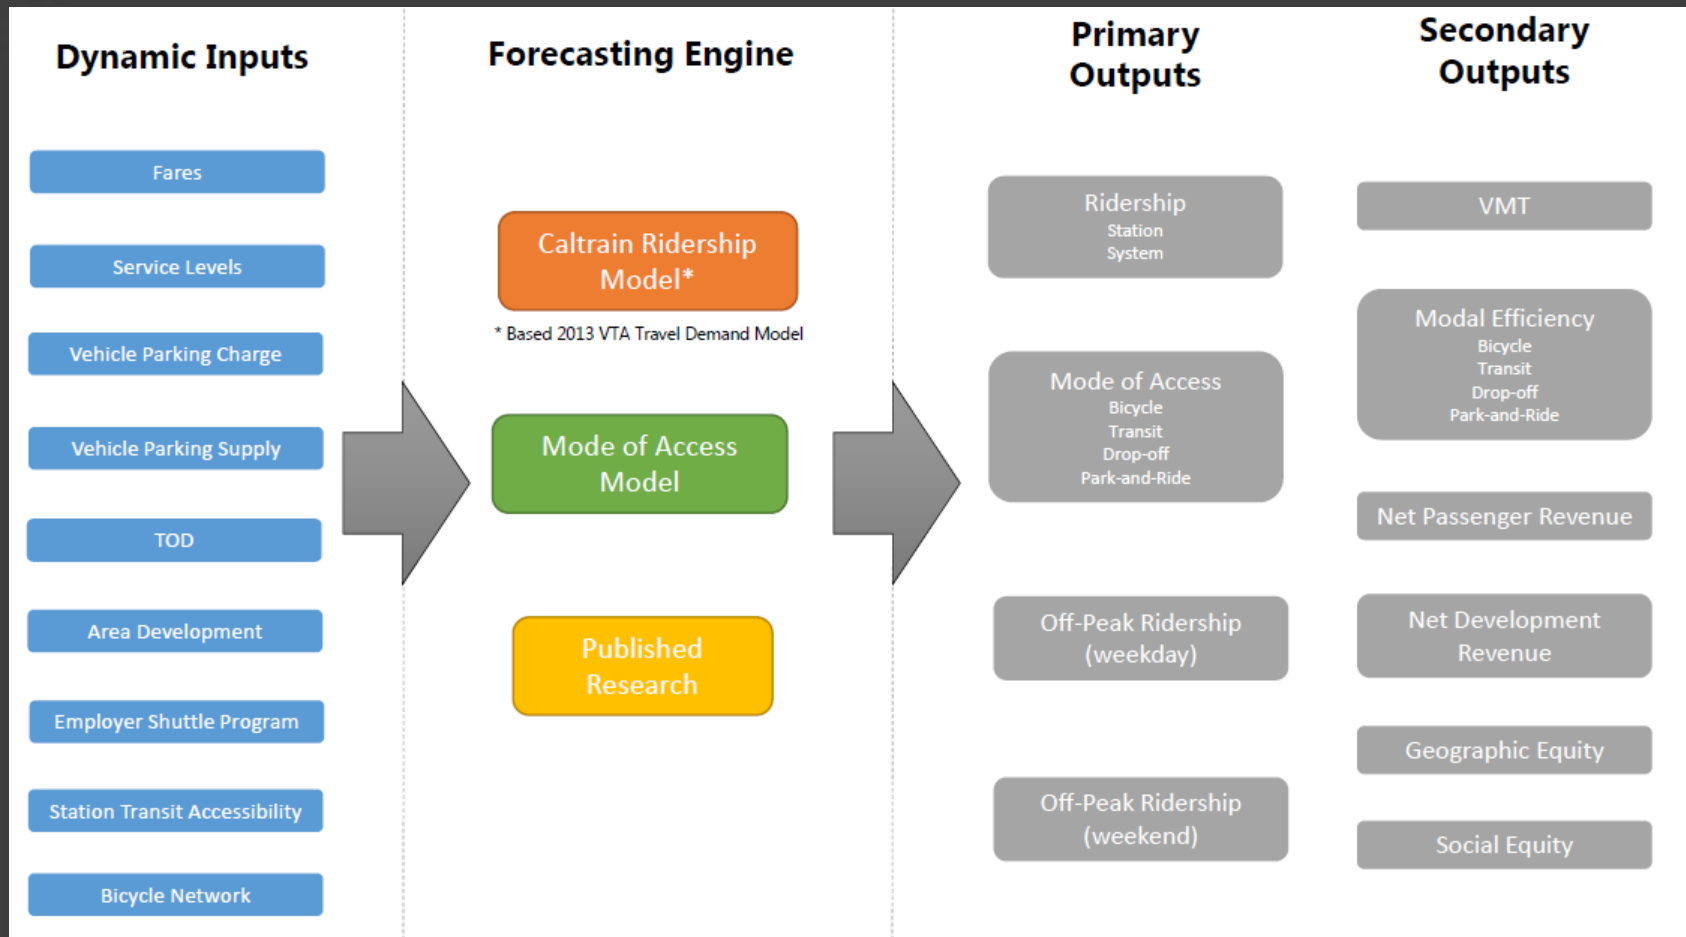 Dynamic Inputs
Fares
Service Levels
Vehicle Parking Charge
Vehicle Parking Supply
TOD
Area Development
Employer Shuttle Program
Station Transit Accessibility
Bicycle Network
Forecasting Engine
Caltrain Ridership
Model*
* Based 2013 VTA Travel Demand Model
Mode of Access
Model
Published
Research
Primary
Outputs
Ridership
Station
System
Mode of Access
Bicycle
Transit
Drop-off
Park-and-Ride
Off-Peak Ridership
(weekday)
Off-Peak Ridership
(weekend)
Secondary
Outputs
VMT
Modal Efficiency
Bicycle
Transit
Drop-off
Park-and-Ride
Net Passenger Revenue
Net Development
Revenue
Geographic Equity
Social Equity